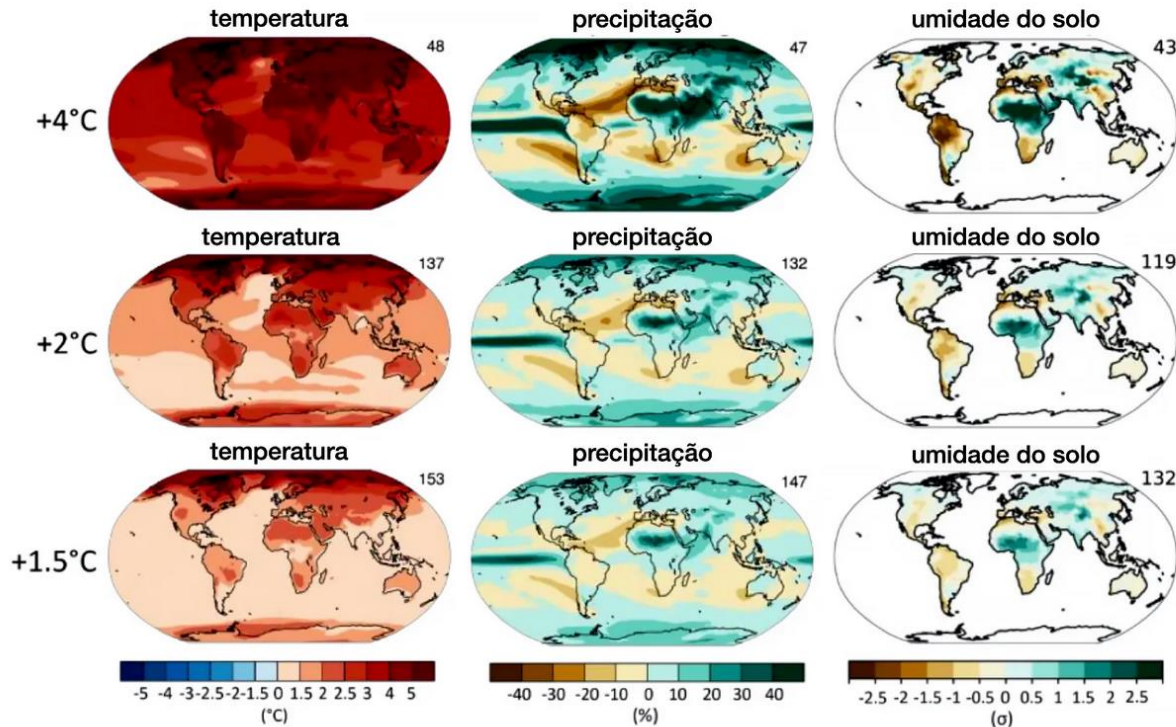 temperatura precipitação umidade do solo
48 47 43
+4°C
temperatura precipitação umidade do solo
137 132 119
+2°C
temperatura precipitação umidade do solo
153 147 132
+1.5°C
-5 -4 -3 -2.5 -2 -1.5 0 1.5 2 2.5 3 4 5
(°C)
-40 -30 -20 -10 0 10 20 30 40
(%)
-2.5 -2 -1.5 -1 -0.5 0 0.5 1 1.5 2 2.5
(σ)